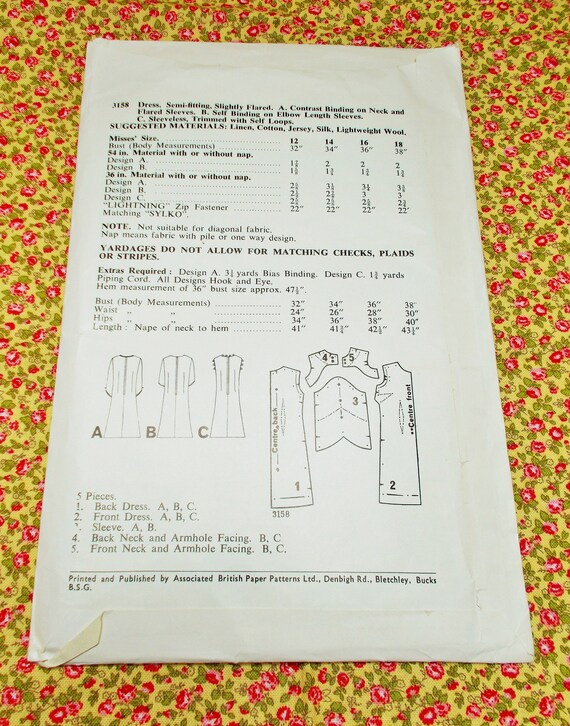 3158 Dress. Semi-fitting, Slightly Flared. A. Contrast Binding on Neck and
Flared Sleeves. B. Self Binding on Elbow Length Sleeves.
C. Sleeveless, Trimmed with Self Loops.
SUGGESTED MATERIALS: Linen, Cotton, Jersey, Silk, Lightweight Wool.
Misses' Size. 12 14 16 18
Bust (Body Measurements) 32" 34" 36" 38"
54 in. Material with or without nap.
Design A. 2 2 2
Design B.
36 in. Material with or without nap.
Design A.
Design B. 3 3
Design C.
"LIGHTNING" Zip Fastener 22" 22" 22" 22"
Matching "SYLKO".
NOTE. Not suitable for diagonal fabric.
Nap means fabric with pile or one way design.
YARDAGES DO NOT ALLOW FOR MATCHING CHECKS, PLAIDS
OR STRIPES.
Extras Required : Design A. yards Bias Binding. Design C. yards
Piping Cord. All Designs Hook and Eye.
Hem measurement of 36" bust size approx.
Bust (Body Measurements) 32" 34" 36" 38"
Waist „ „ 24" 26" 28" 30"
Hips „ „ 34" 36" 38" 40"
Length : Nape of neck to hem 41"
A B C
Centre back
1
3
4
5
2
Centre front
3158
5 Pieces.
1. Back Dress. A, B, C.
2. Front Dress. A, B, C.
3. Sleeve. A, B.
4. Back Neck and Armhole Facing. B, C.
5. Front Neck and Armhole Facing. B, C.
Printed and Published by Associated British Paper Patterns Ltd., Denbigh Rd., Bletchley, Bucks
B.S.G.